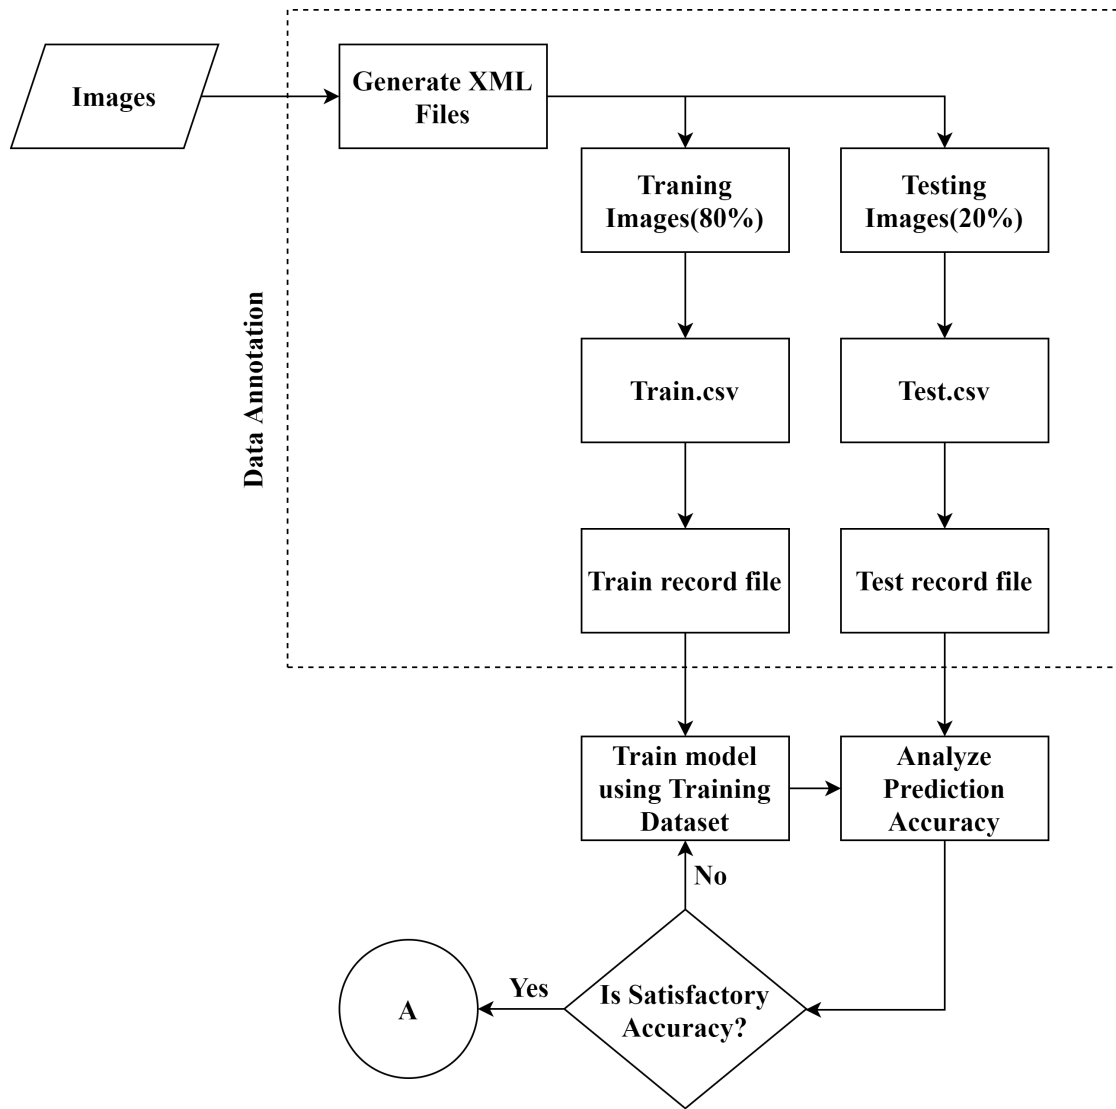 Images
Generate XML
Files
Traning
Images(80%)
Testing
Images(20%)
Data Annotation
Train.csv
Test.csv
Train record file
Test record file
Train model
using Training
Dataset
Analyze
Prediction
Accuracy
No
Is Satisfactory
Accuracy?
Yes
A